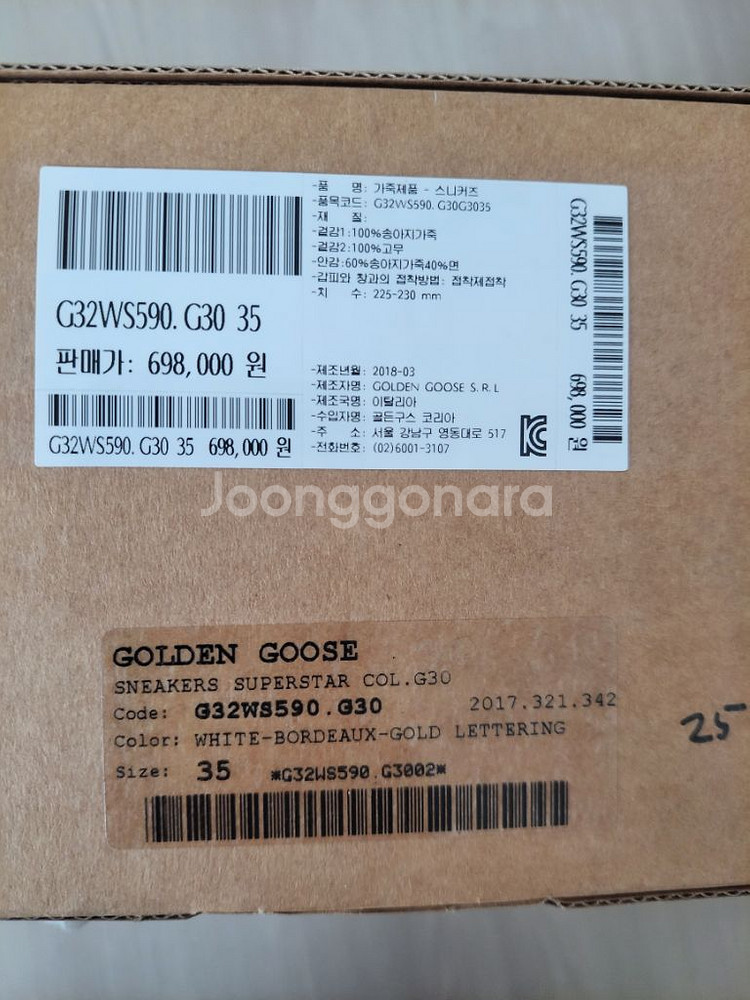 G32WS590. G30 35
판매가: 698,000 원
G32WS590. G30 35 698,000 원
-품 명: 가죽제품 - 스니커즈
-품목코드: G32WS590. G30G3035
-재 질:
-겉감1:100%송아지가죽
-겉감2:100%고무
-안감:60%송아지가죽40%면
-갑피와 창과의 접착방법: 접착제접착
-치 수: 225-230 mm
-제조년월: 2018-03
-제조자명: GOLDEN GOOSE S. R. L
-제조국명: 이탈리아
-수입자명: 골든구스 코리아
-주 소: 서울 강남구 영동대로 517
-전화번호: (02)6001-3107
G32WS590. G30 35 698,000 원
Joonggonara
GOLDEN GOOSE
SNEAKERS SUPERSTAR COL.G30
Code: G32WS590.G30 2017.321.342
Color: WHITE-BORDEAUX-GOLD LETTERING
Size: 35 *G32WS590.G3002*
25